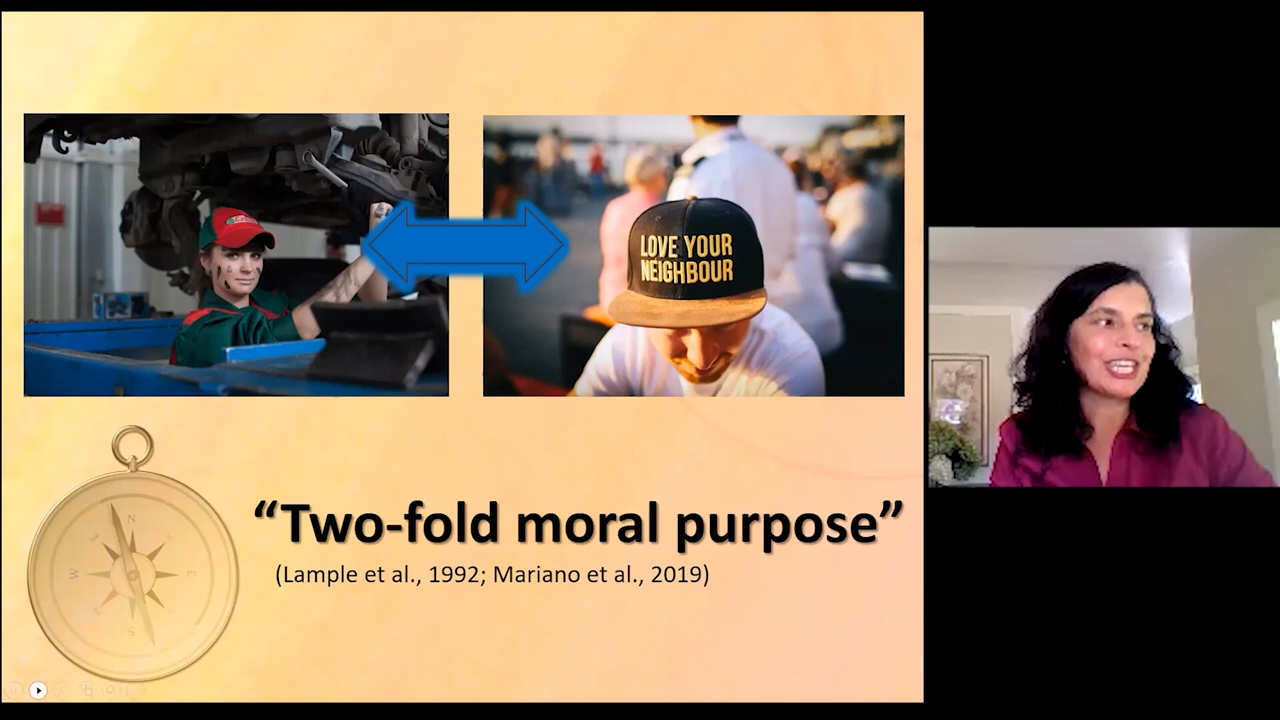 LOVE YOUR
NEIGHBOUR
“Two-fold moral purpose”
(Lample et al., 1992; Mariano et al., 2019)
N
W
E
S